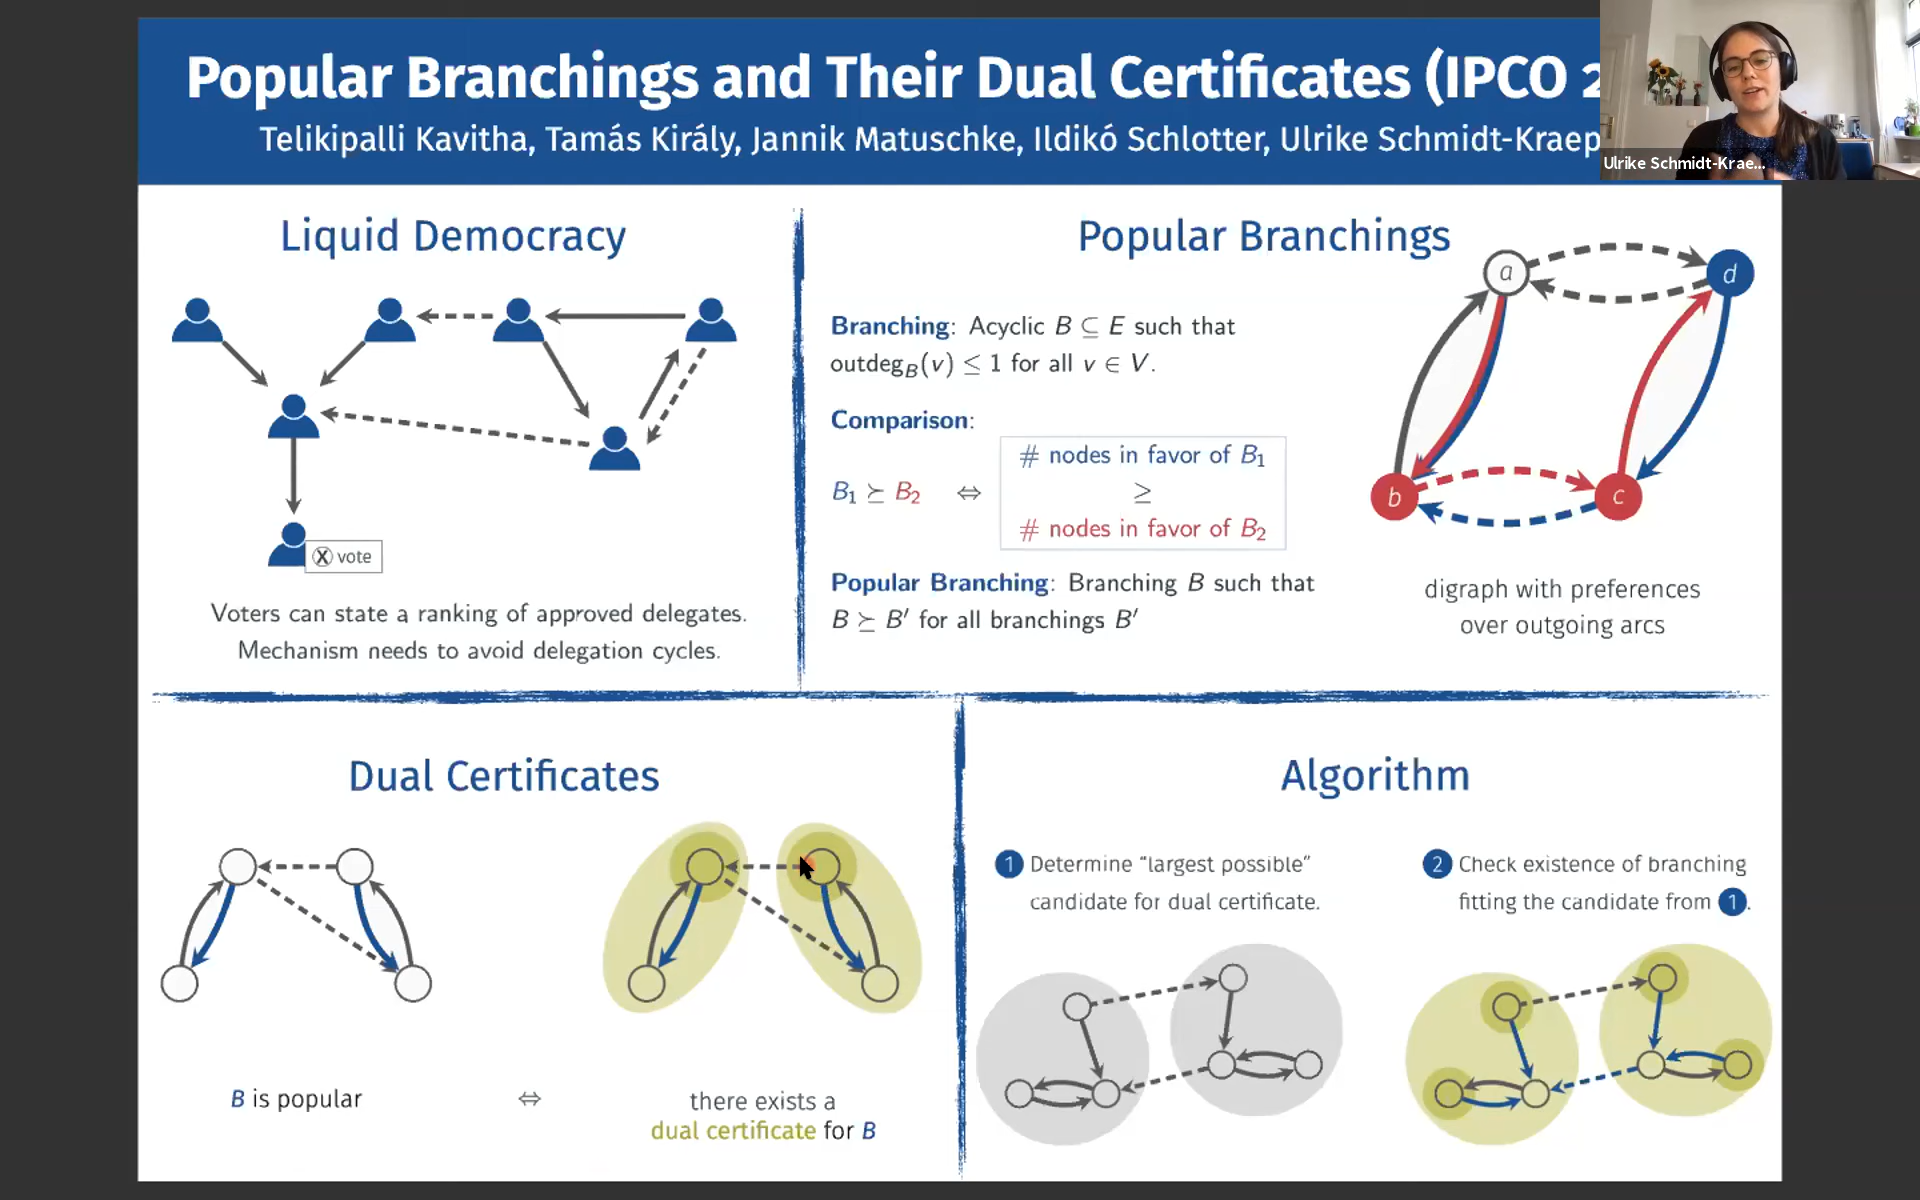 Popular Branchings and Their Dual Certificates (IPCO
Telikipalli Kavitha, Tamás Király, Jannik Matuschke, Ildikó Schlotter, Ulrike Schmidt-Kraep
Ulrike Schmidt-Krae...
Liquid Democracy
X vote
Voters can state a ranking of approved delegates.
Mechanism needs to avoid delegation cycles.
Popular Branchings
Branching: Acyclic B ⊆ E such that
outdeg_B(v) ≤ 1 for all v ∈ V.
Comparison:
# nodes in favor of B₁
B₁ ⪰ B₂ ⇔ ≥
# nodes in favor of B₂
Popular Branching: Branching B such that
B ⪰ B′ for all branchings B′
a
d
b
c
digraph with preferences
over outgoing arcs
Dual Certificates
B is popular
⇔
there exists a
dual certificate for B
Algorithm
1 Determine “largest possible”
candidate for dual certificate.
2 Check existence of branching
fitting the candidate from 1.